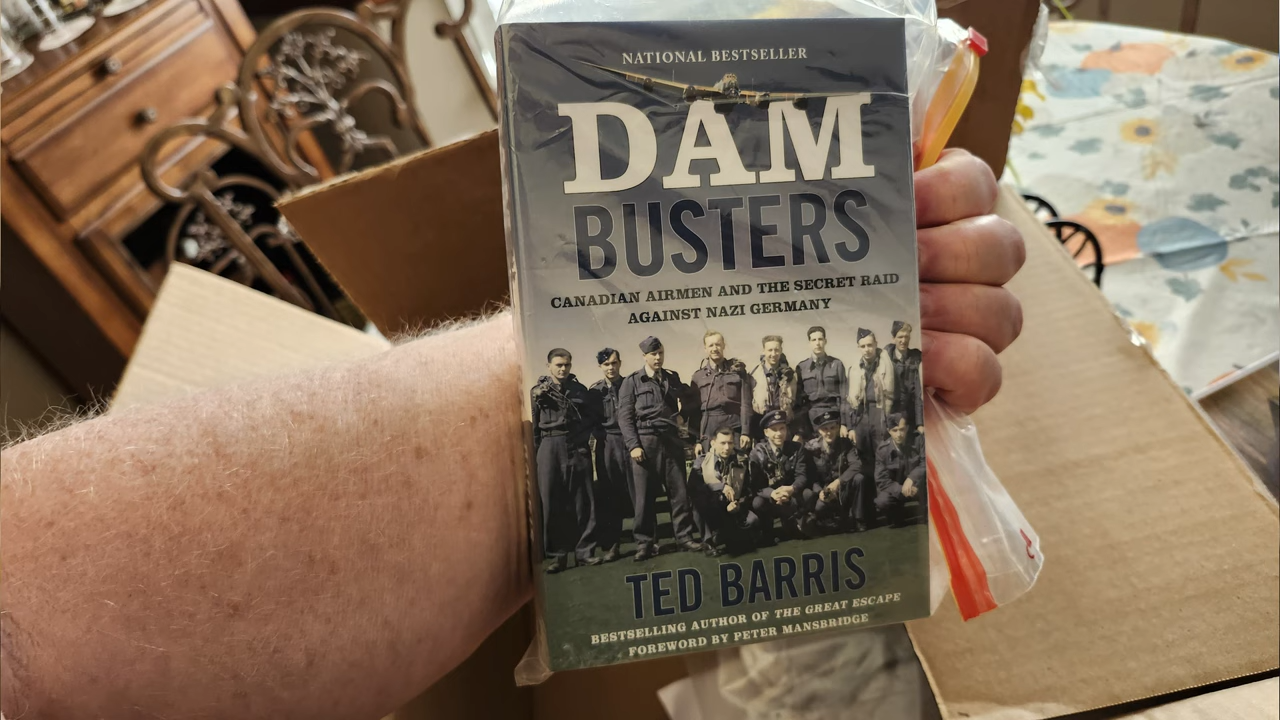 NATIONAL BESTSELLER
DAM
BUSTERS
CANADIAN AIRMEN AND THE SECRET RAID
AGAINST NAZI GERMANY
TED BARRIS
BESTSELLING AUTHOR OF THE GREAT ESCAPE
FOREWORD BY PETER MANSBRIDGE